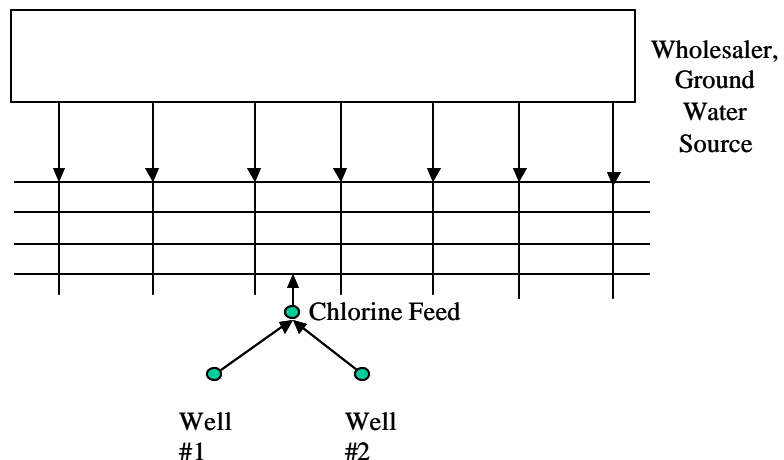 Wholesaler,
Ground
Water
Source
Chlorine Feed
Well
#1
Well
#2